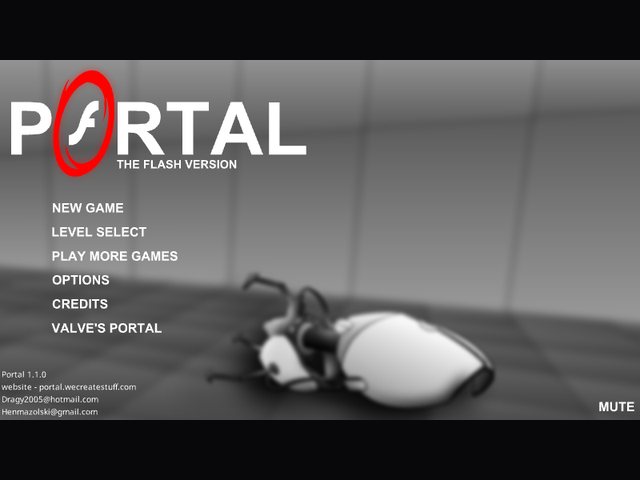 PORTAL
THE FLASH VERSION
NEW GAME
LEVEL SELECT
PLAY MORE GAMES
OPTIONS
CREDITS
VALVE'S PORTAL
Portal 1.1.0
website - portal.wecreatestuff.com
Dragy2005@hotmail.com
Henmazolski@gmail.com
MUTE